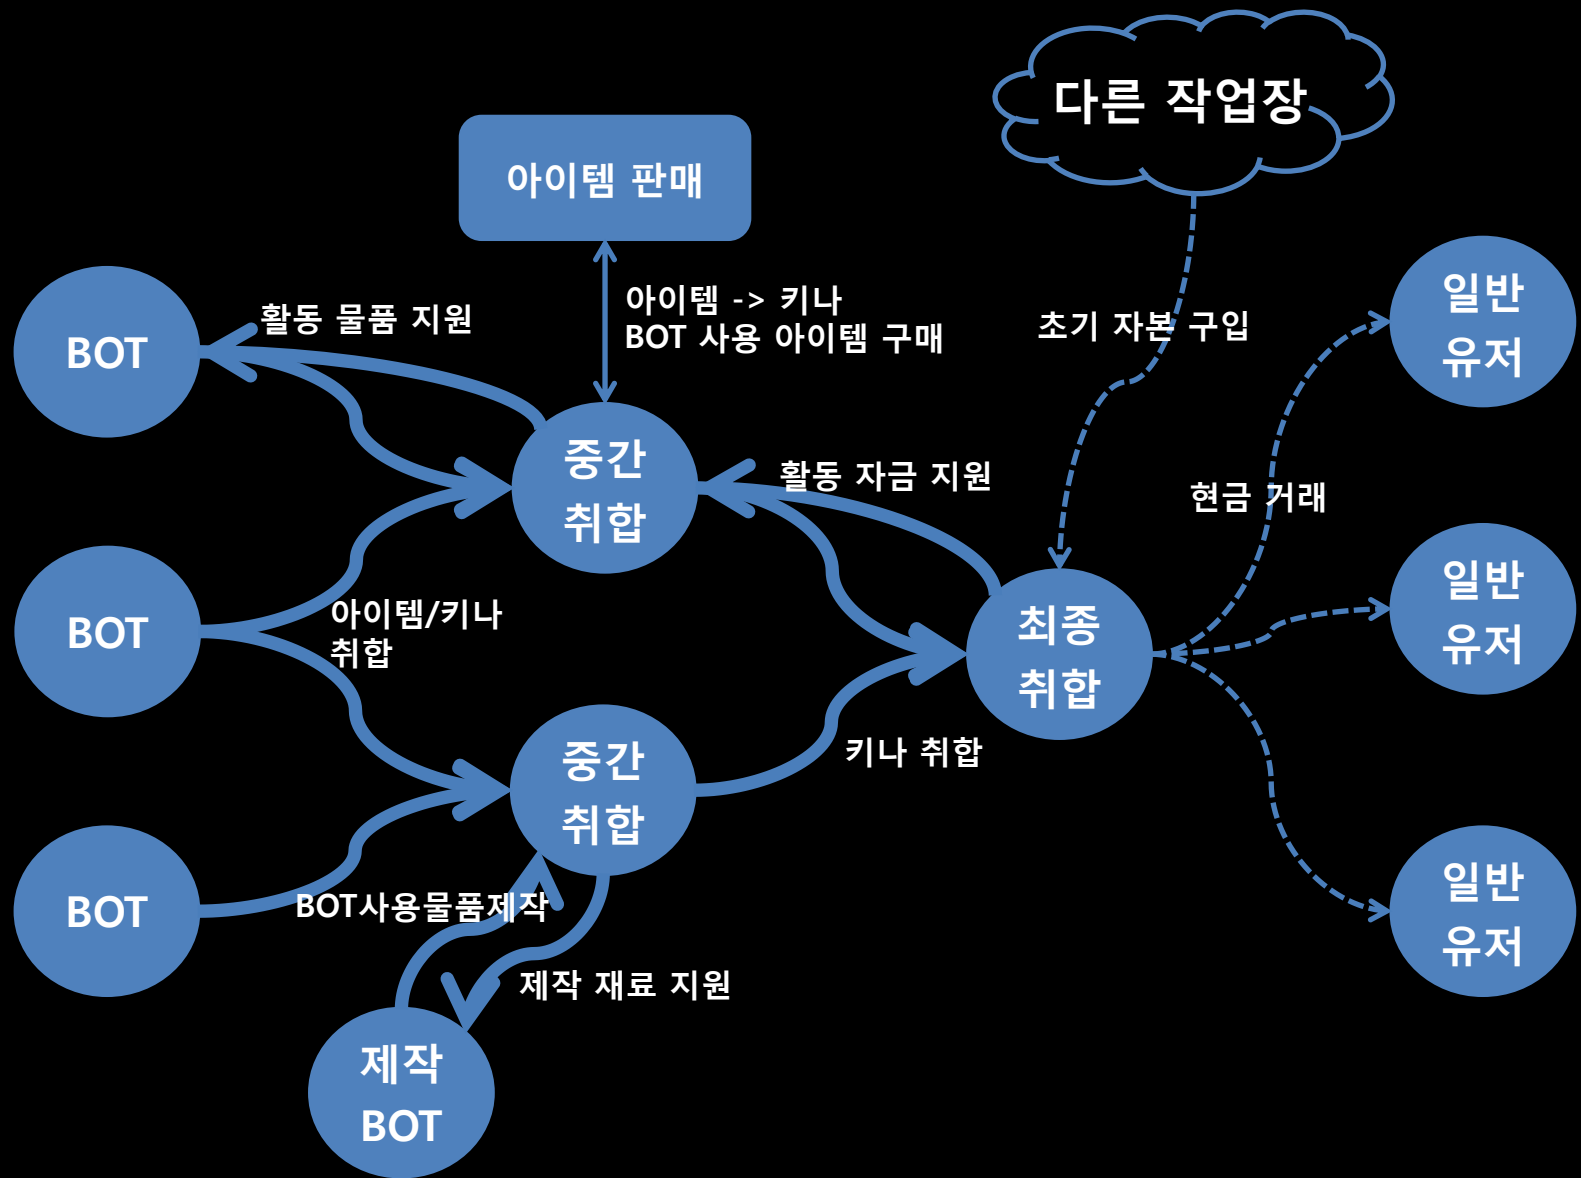 다른 작업장
아이템 판매
일반
유저
BOT
활동 물품 지원
아이템 -> 키나
BOT 사용 아이템 구매
초기 자본 구입
중간
취합
활동 자금 지원
현금 거래
일반
유저
BOT
아이템/키나
취합
최종
취합
중간
취합
키나 취합
일반
유저
BOT
BOT사용물품제작
제작 재료 지원
제작
BOT